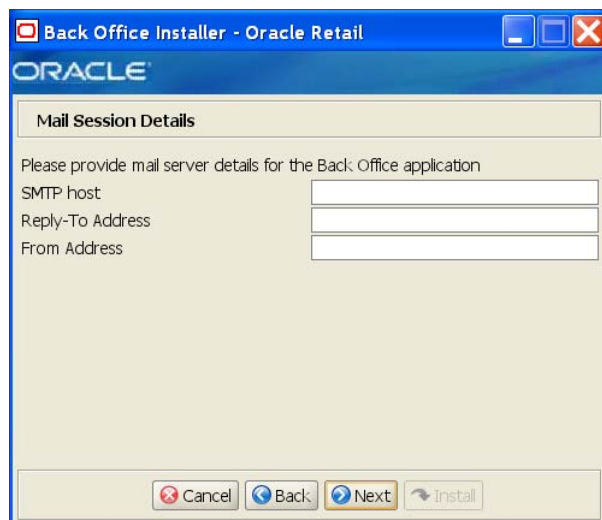 Back Office Installer - Oracle Retail
ORACLE
Mail Session Details
Please provide mail server details for the Back Office application
SMTP host
Reply-To Address
From Address
Cancel Back Next Install